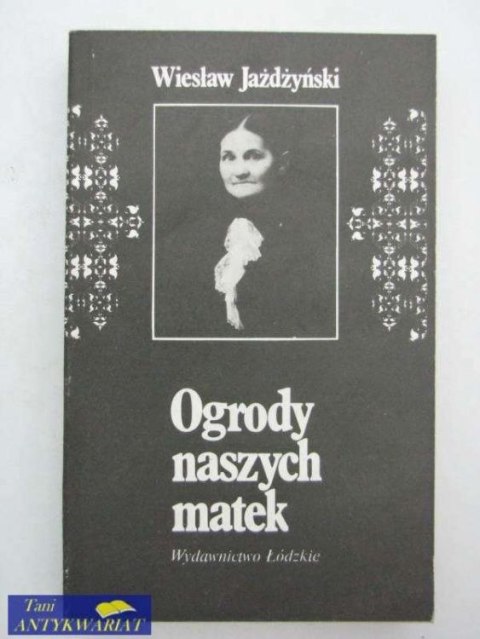 Wiesław Jażdżyński
Ogrody
naszych
matek
Wydawnictwo Łódzkie
Tani
ANTYKWARIAT